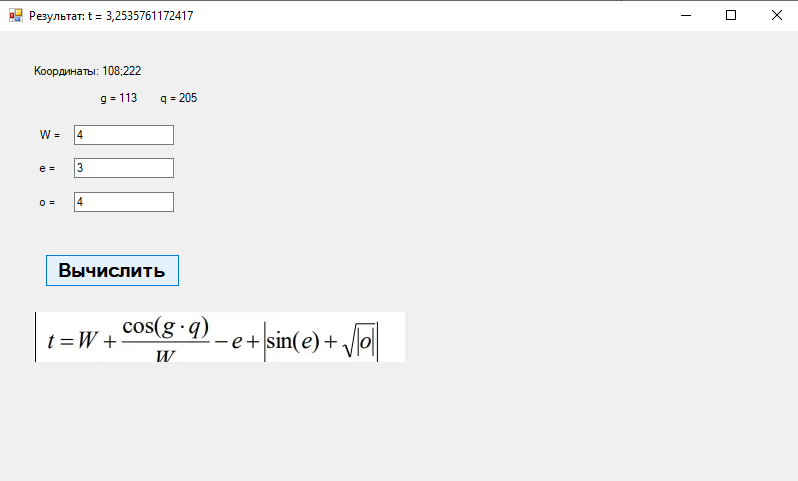 Результат: t = 3,2535761172417
Координаты: 108;222
g = 113 q = 205
W = 4
e = 3
o = 4
Вычислить
t = W + cos(g · q) / W − e + |sin(e) + √|o||